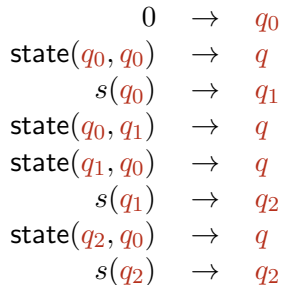 0 → q₀
state(q₀, q₀) → q
s(q₀) → q₁
state(q₀, q₁) → q
state(q₁, q₀) → q
s(q₁) → q₂
state(q₂, q₀) → q
s(q₂) → q₂